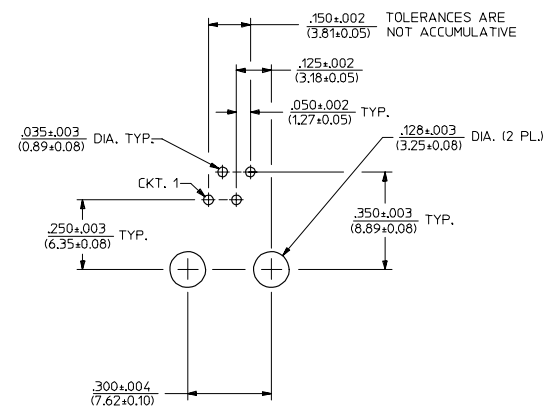 .150±.002 TOLERANCES ARE
(3.81±0.05) NOT ACCUMULATIVE
.125±.002
(3.18±0.05)
.050±.002 TYP.
(1.27±0.05)
.035±.003 DIA. TYP.
(0.89±0.08)
.128±.003 DIA. (2 PL.)
(3.25±0.08)
CKT. 1
.250±.003 TYP.
(6.35±0.08)
.350±.003 TYP.
(8.89±0.08)
.300±.004
(7.62±0.10)